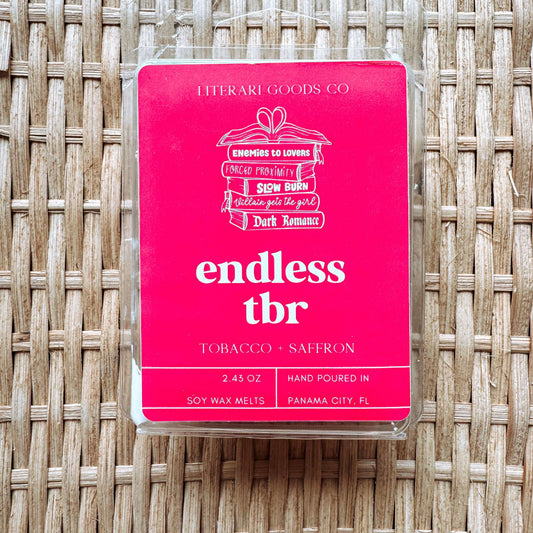 LITERARI GOODS CO
ENEMIES TO LOVERS
FORCED PROXIMITY
SLOW BURN
Villain gets the girl
Dark Romance
endless
tbr
TOBACCO + SAFFRON
2.43 OZ
SOY WAX MELTS
HAND POURED IN
PANAMA CITY, FL